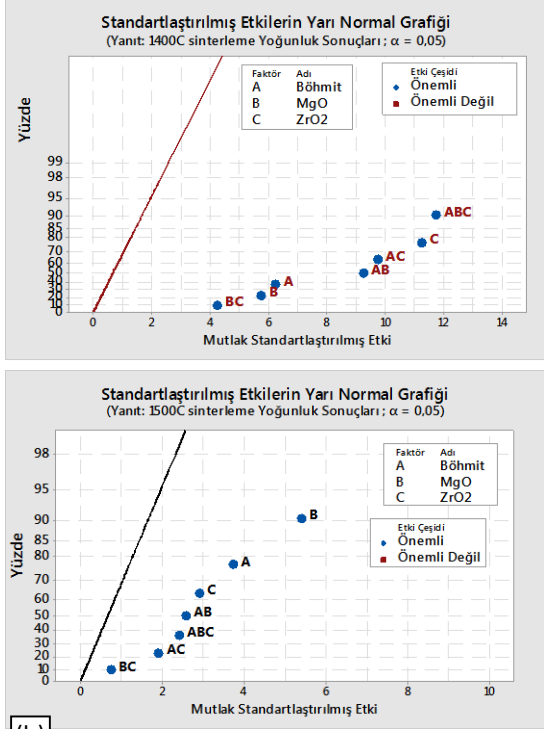 Standartlaştırılmış Etkilerin Yarı Normal Grafiği
(Yanıt: 1400C sinterleme Yoğunluk Sonuçları ; α = 0,05)
Faktör Adı
A Böhmit
B MgO
C ZrO2
Etki Çeşidi
Önemli
Önemli Değil
Yüzde
99
98
95
90
85
80
70
60
50
40
30
20
10
0
ABC
C
AC
AB
A
B
BC
0 2 4 6 8 10 12 14
Mutlak Standartlaştırılmış Etki
Standartlaştırılmış Etkilerin Yarı Normal Grafiği
(Yanıt: 1500C sinterleme Yoğunluk Sonuçları ; α = 0,05)
Faktör Adı
A Böhmit
B MgO
C ZrO2
Etki Çeşidi
Önemli
Önemli Değil
Yüzde
98
95
90
85
80
70
60
50
40
30
20
10
0
B
A
C
AB
ABC
AC
BC
0 2 4 6 8 10
Mutlak Standartlaştırılmış Etki